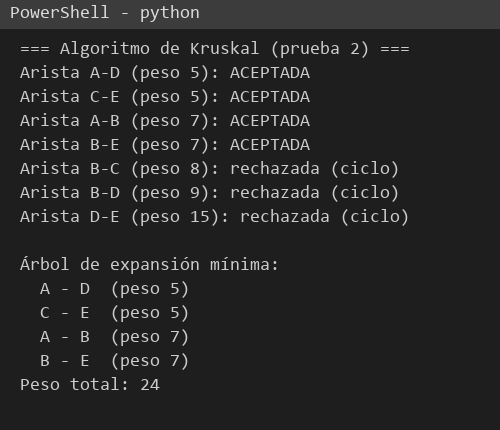 PowerShell - python
=== Algoritmo de Kruskal (prueba 2) ===
Arista A-D (peso 5): ACEPTADA
Arista C-E (peso 5): ACEPTADA
Arista A-B (peso 7): ACEPTADA
Arista B-E (peso 7): ACEPTADA
Arista B-C (peso 8): rechazada (ciclo)
Arista B-D (peso 9): rechazada (ciclo)
Arista D-E (peso 15): rechazada (ciclo)
Árbol de expansión mínima:
A - D  (peso 5)
C - E  (peso 5)
A - B  (peso 7)
B - E  (peso 7)
Peso total: 24